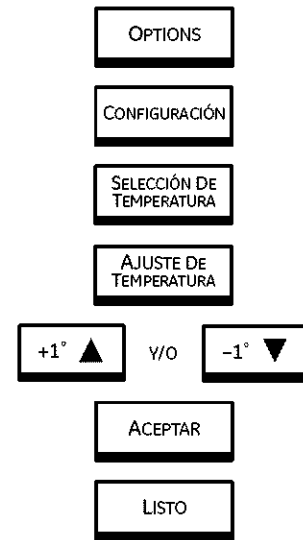 OPTIONS
CONFIGURACIÓN
SELECCIÓN DE
TEMPERATURA
AJUSTE DE
TEMPERATURA
+1° ▲ Y/O −1° ▼
ACEPTAR
LISTO